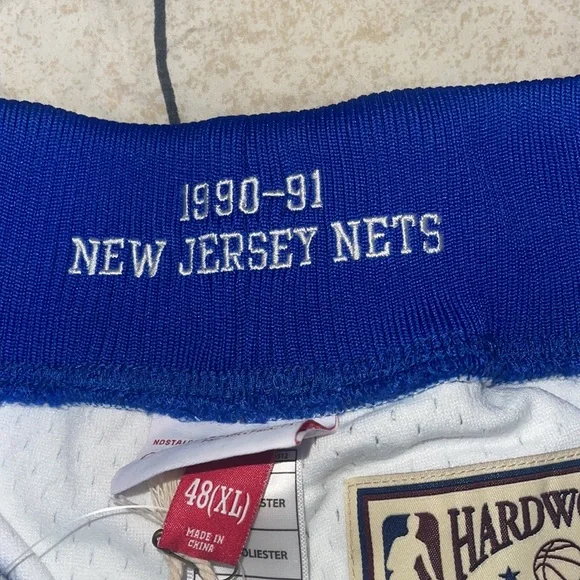 1990-91
NEW JERSEY NETS
48(XL)
MADE IN
CHINA
HARDWO